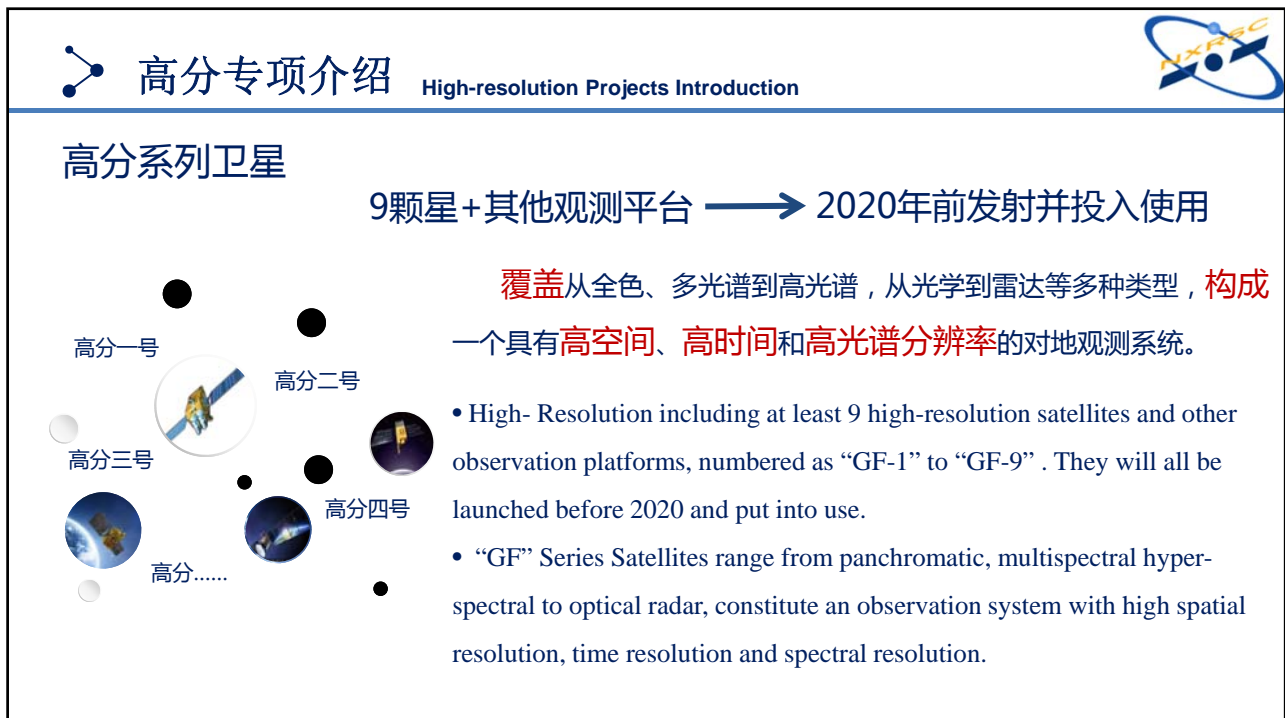 高分专项介绍 High-resolution Projects Introduction
NXRSC
高分系列卫星
9颗星+其他观测平台 2020年前发射并投入使用
覆盖从全色、多光谱到高光谱，从光学到雷达等多种类型，构成
一个具有高空间、高时间和高光谱分辨率的对地观测系统。
高分一号
高分二号
高分三号
高分四号
高分......
• High- Resolution including at least 9 high-resolution satellites and other
observation platforms, numbered as “GF-1” to “GF-9” . They will all be
launched before 2020 and put into use.
• “GF” Series Satellites range from panchromatic, multispectral hyper-
spectral to optical radar, constitute an observation system with high spatial
resolution, time resolution and spectral resolution.